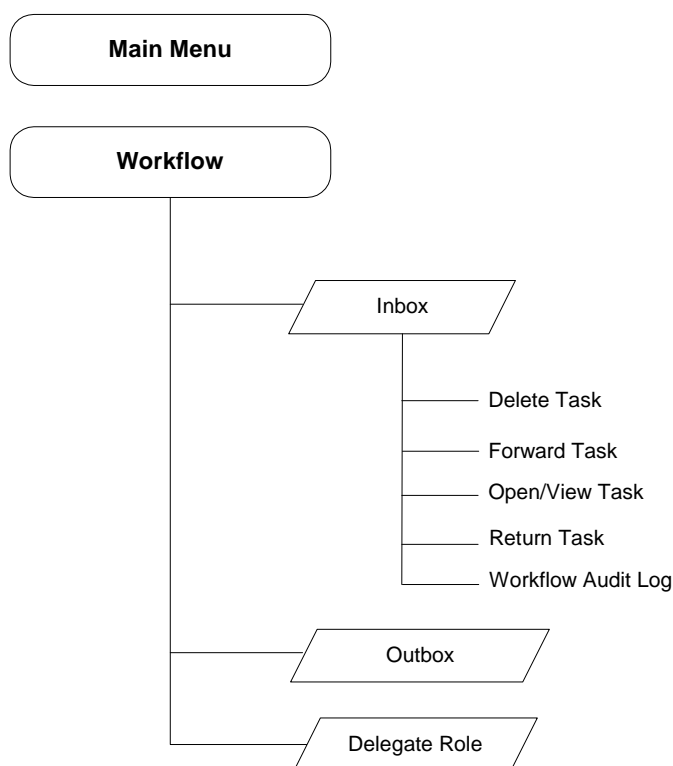 Main Menu
Workflow
Inbox
Delete Task
Forward Task
Open/View Task
Return Task
Workflow Audit Log
Outbox
Delegate Role